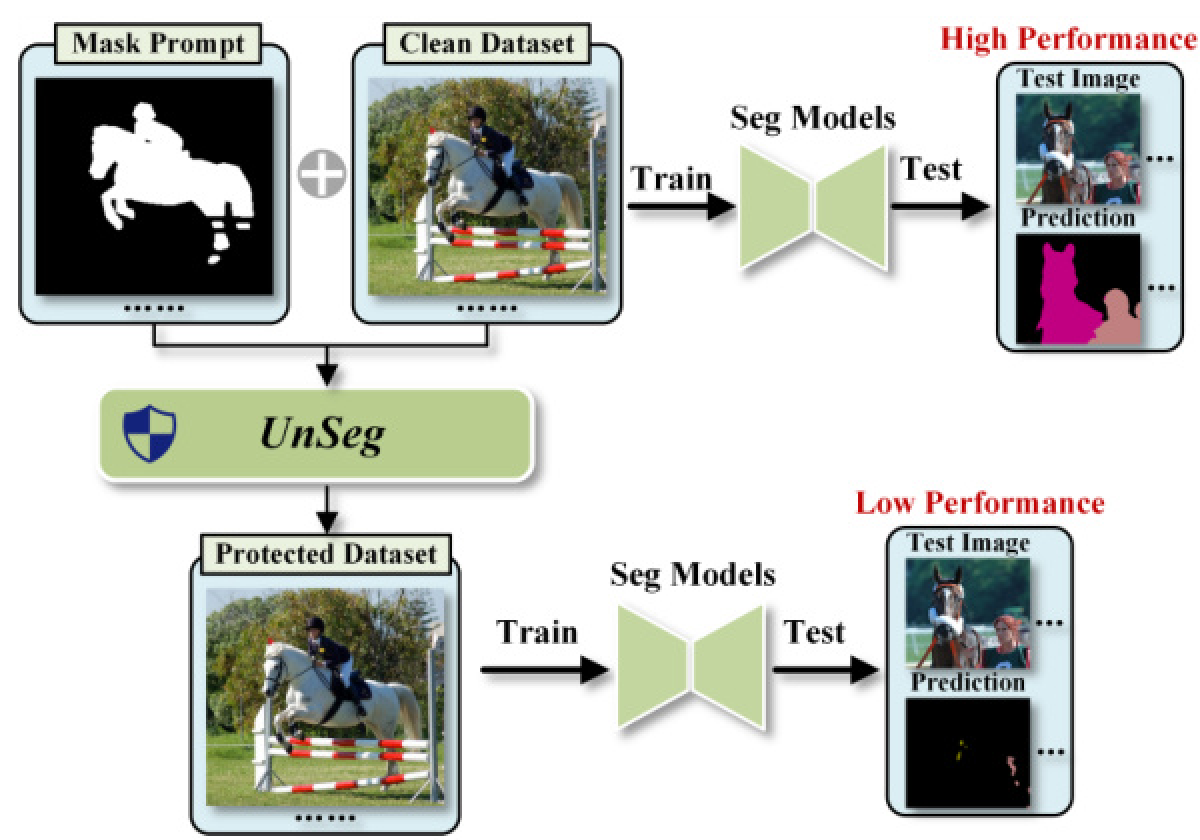 Mask Prompt
Clean Dataset
High Performance
Test Image
Seg Models
Train
Test
Prediction
UnSeg
Low Performance
Protected Dataset
Test Image
Seg Models
Train
Test
Prediction